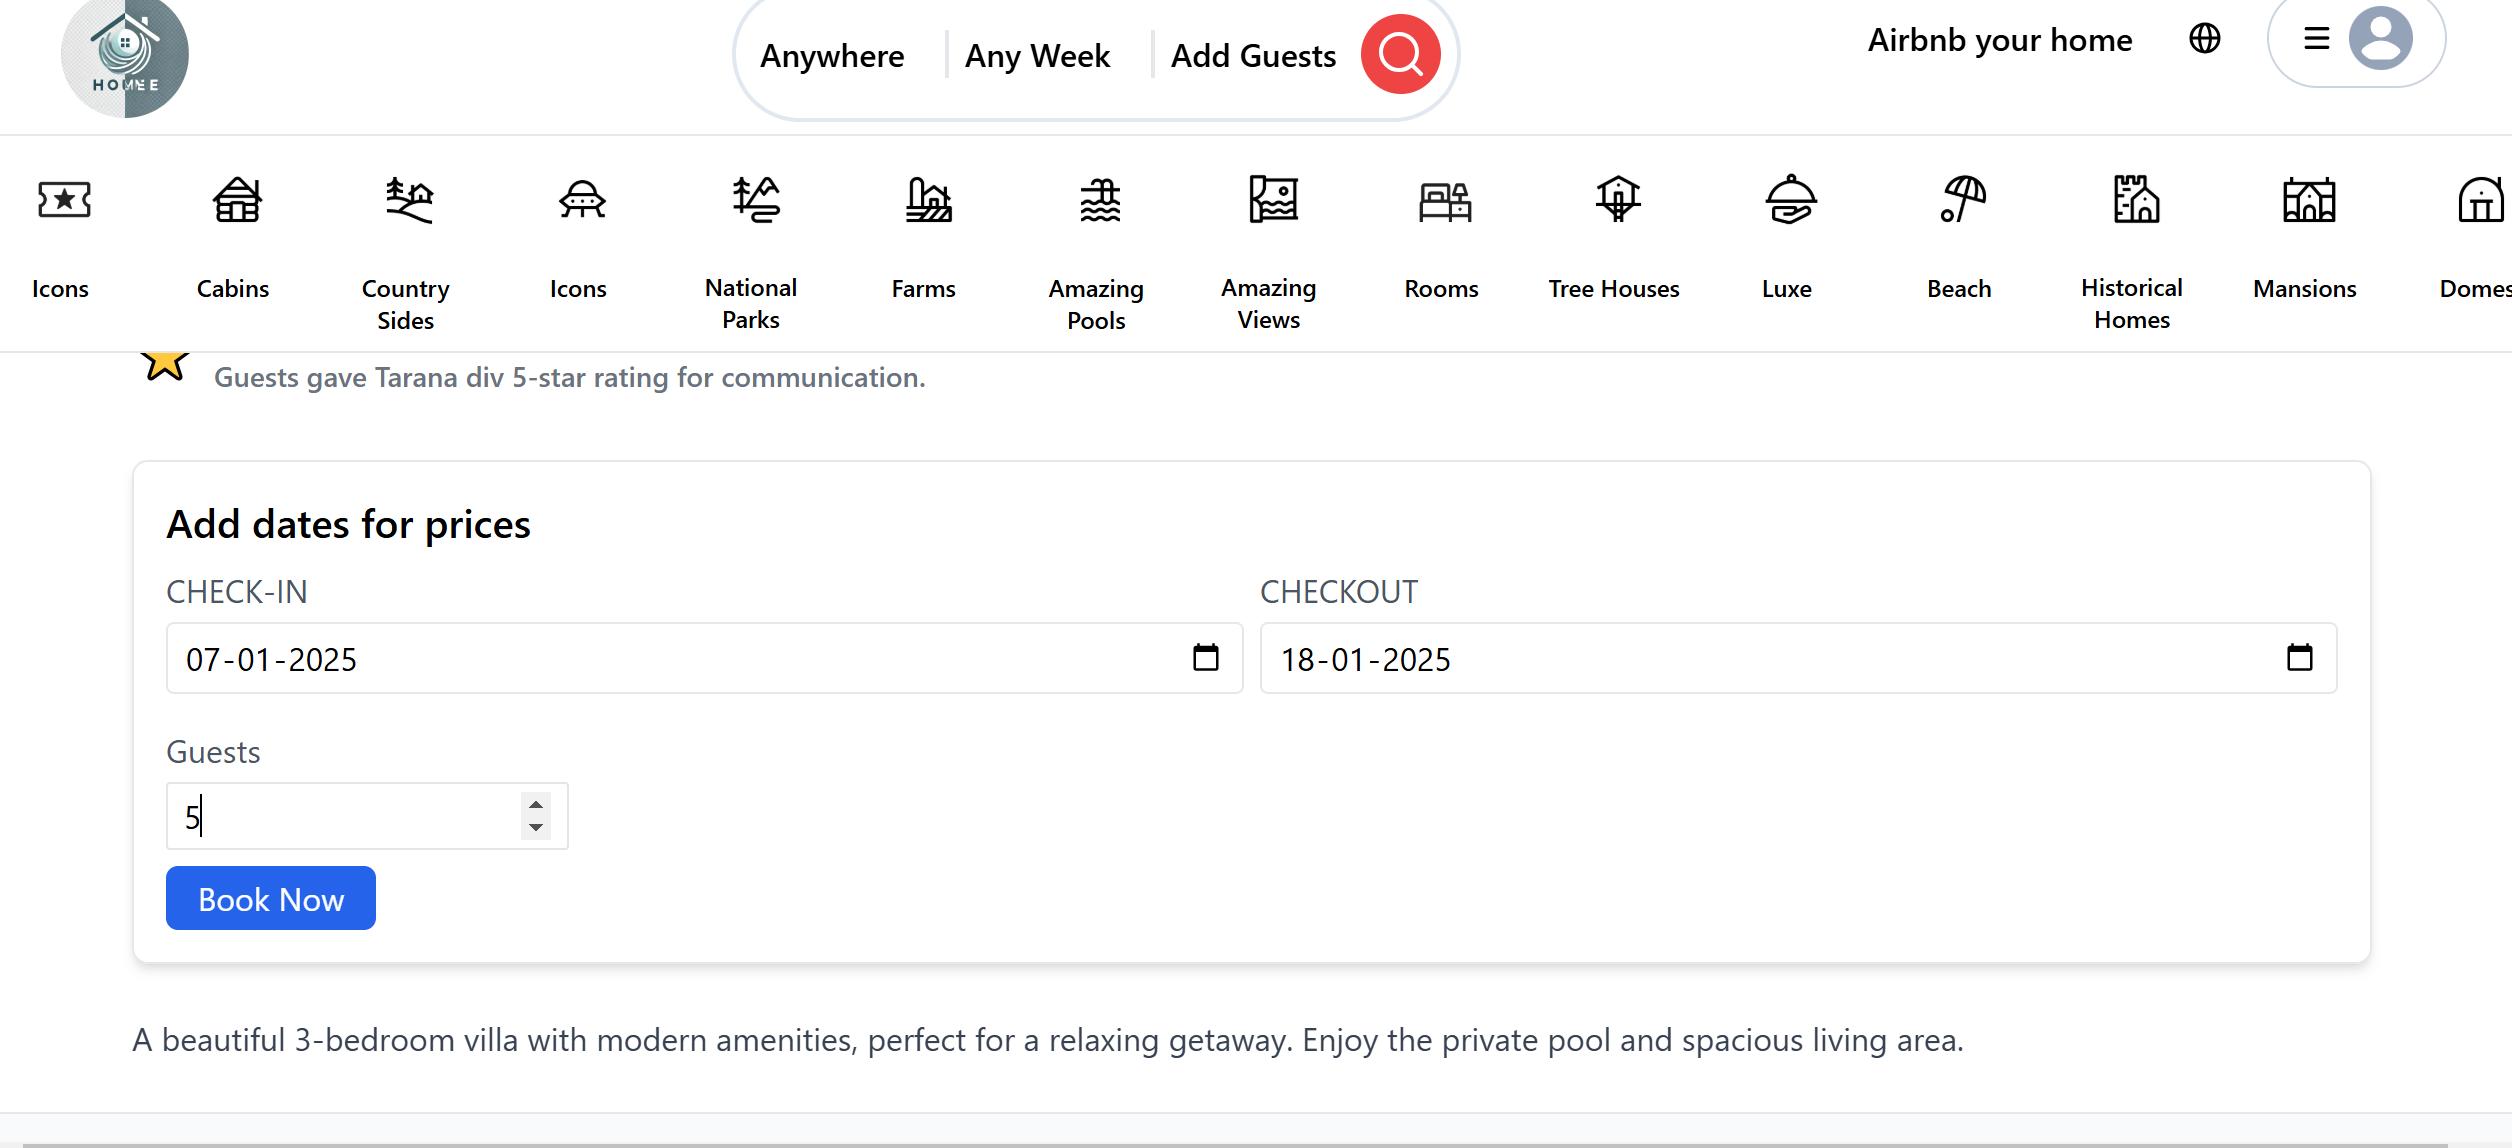 HOMEE
Anywhere
Any Week
Add Guests
Airbnb your home
Icons
Cabins
Country
Sides
Icons
National
Parks
Farms
Amazing
Pools
Amazing
Views
Rooms
Tree Houses
Luxe
Beach
Historical
Homes
Mansions
Domes
Guests gave Tarana div 5-star rating for communication.
Add dates for prices
CHECK-IN
CHECKOUT
07-01-2025
18-01-2025
Guests
5
Book Now
A beautiful 3-bedroom villa with modern amenities, perfect for a relaxing getaway. Enjoy the private pool and spacious living area.